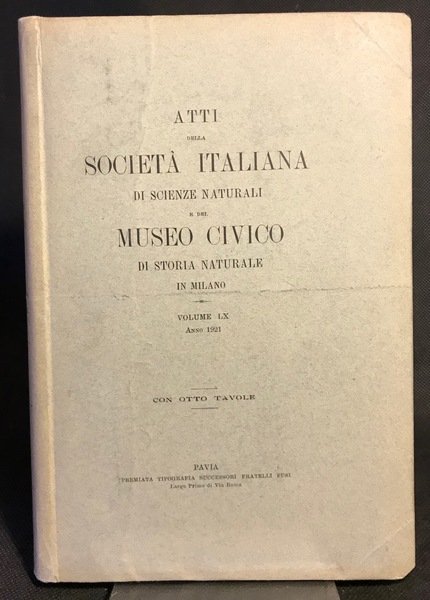 ATTI
DELLA
SOCIETÀ ITALIANA
DI SCIENZE NATURALI
E DEL
MUSEO CIVICO
DI STORIA NATURALE
IN MILANO
VOLUME LX
ANNO 1921
CON OTTO TAVOLE
PAVIA
PREMIATA TIPOGRAFIA SUCCESSORI FRATELLI FUSI
Largo Primo di Via Roma